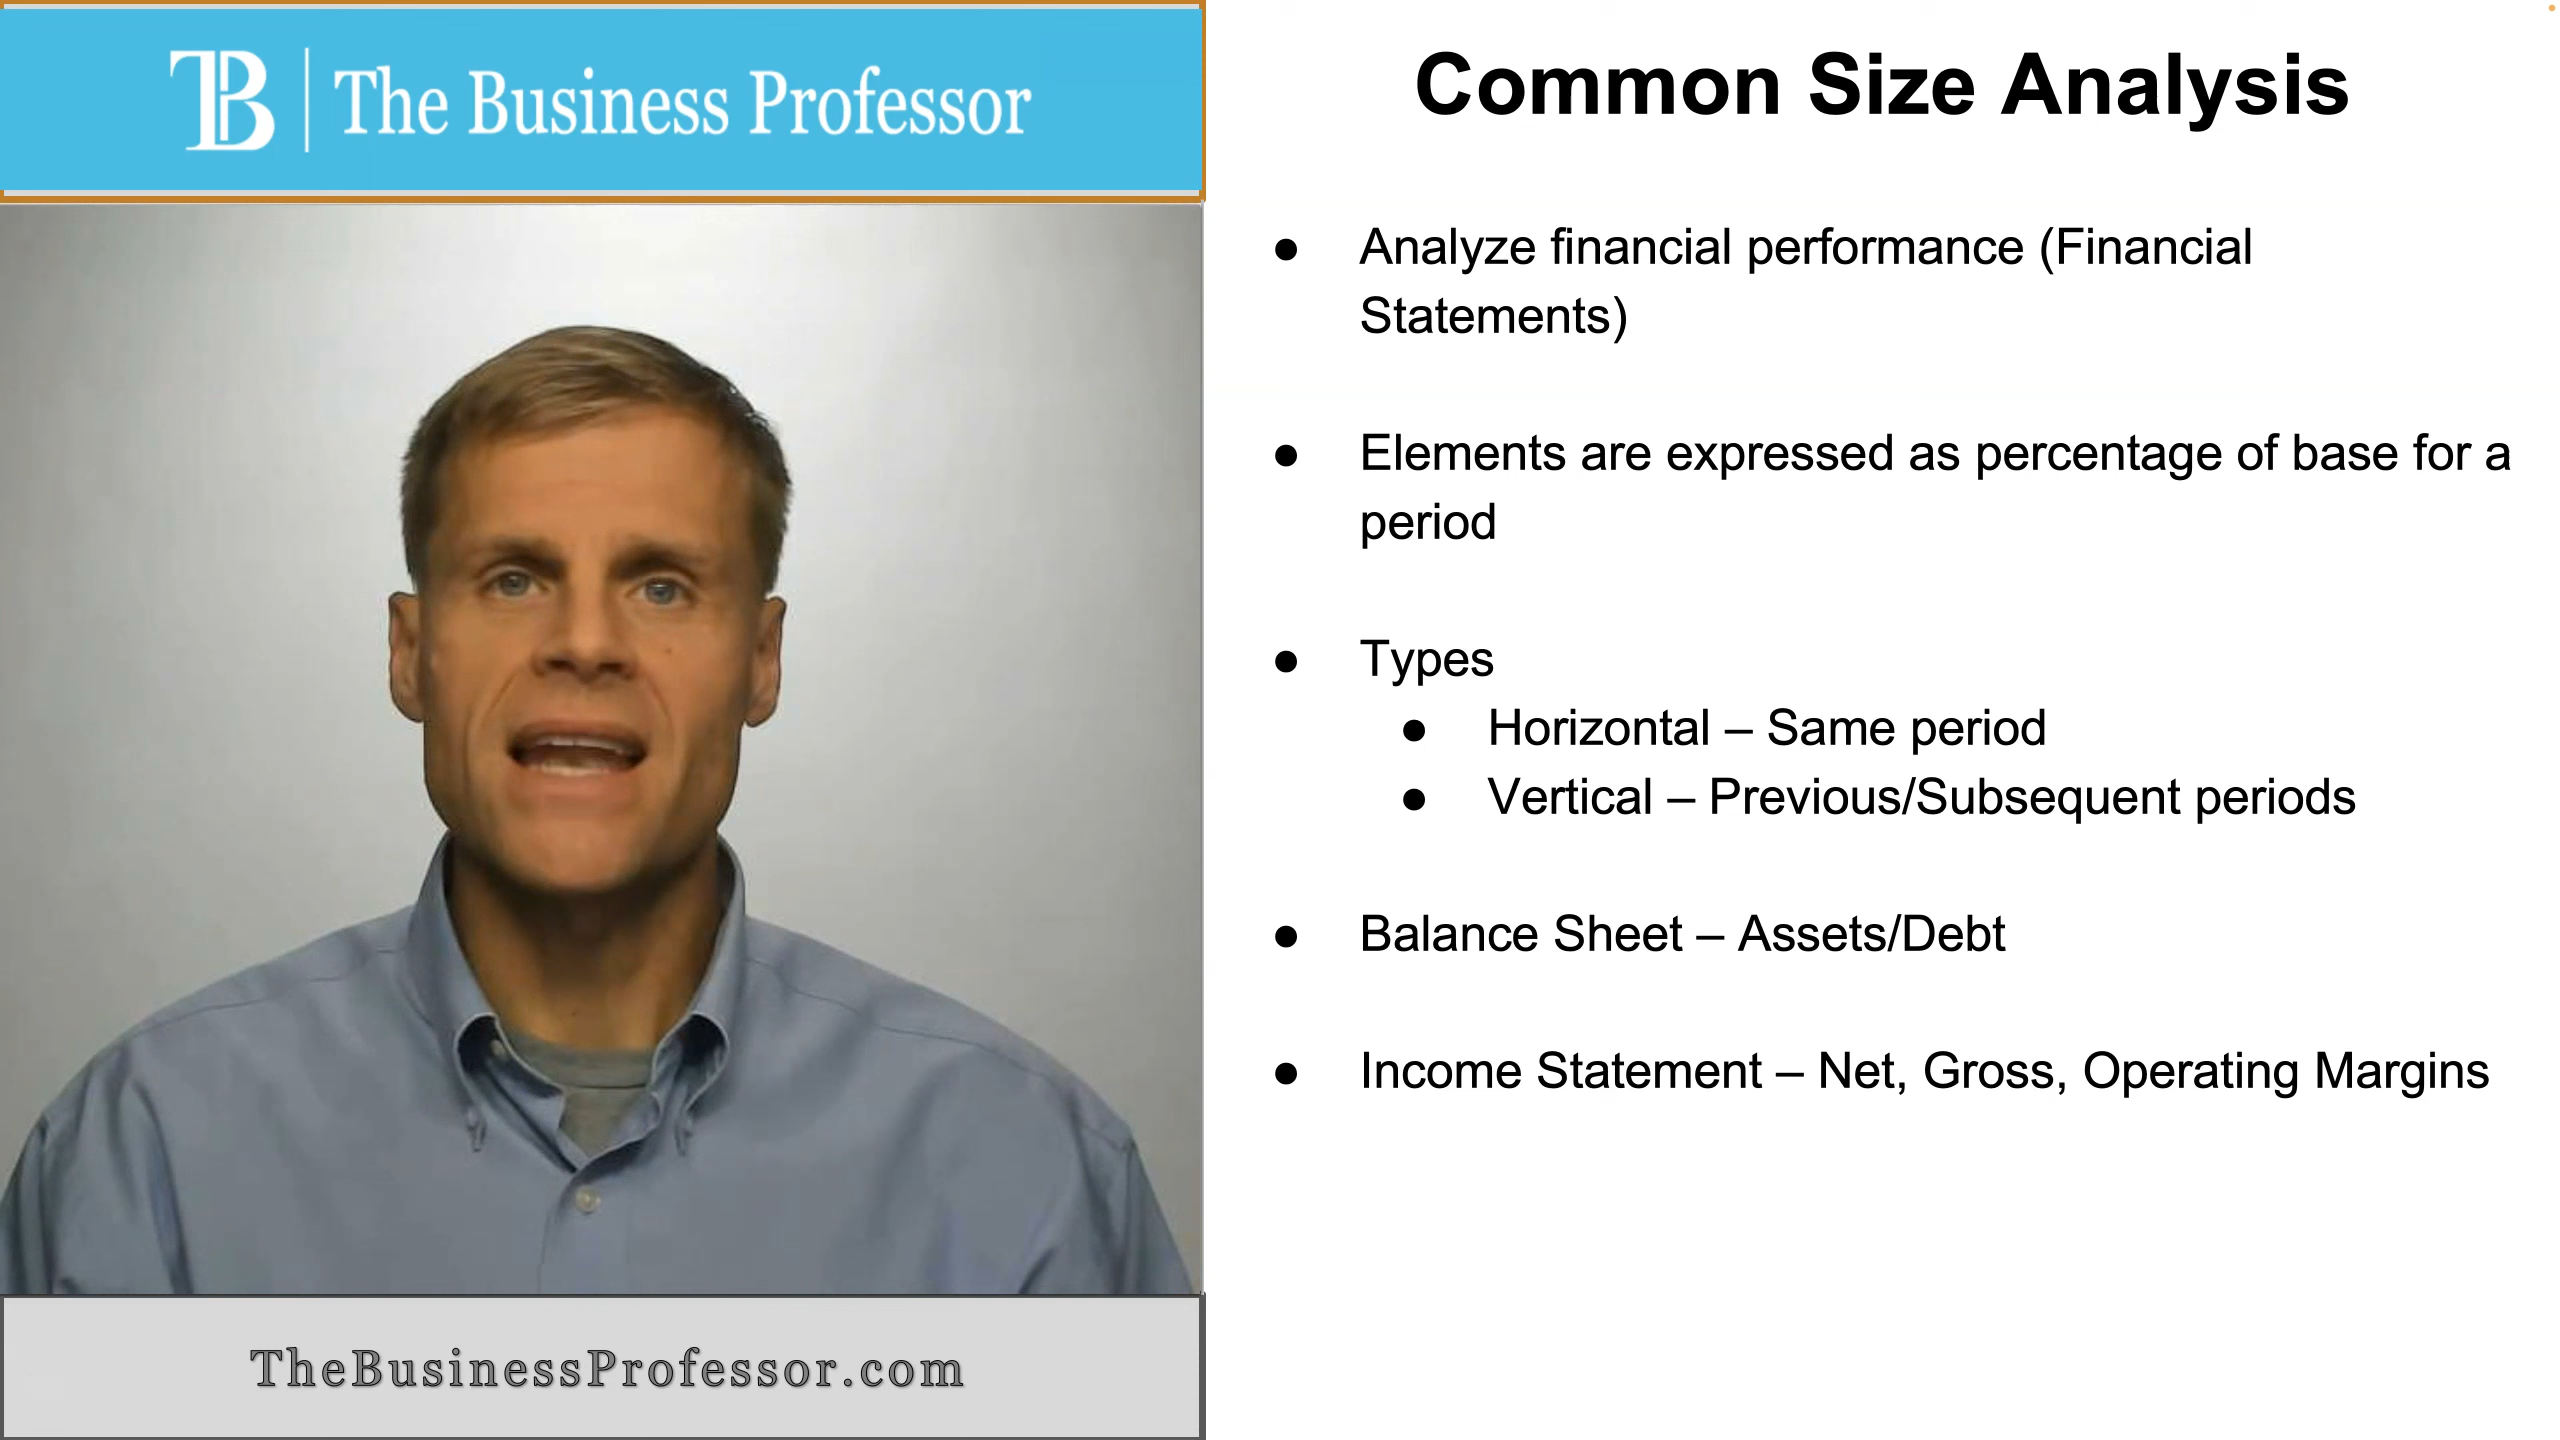 TB The Business Professor
Common Size Analysis
● Analyze financial performance (Financial
Statements)
● Elements are expressed as percentage of base for a
period
● Types
● Horizontal – Same period
● Vertical – Previous/Subsequent periods
● Balance Sheet – Assets/Debt
● Income Statement – Net, Gross, Operating Margins
TheBusinessProfessor.com